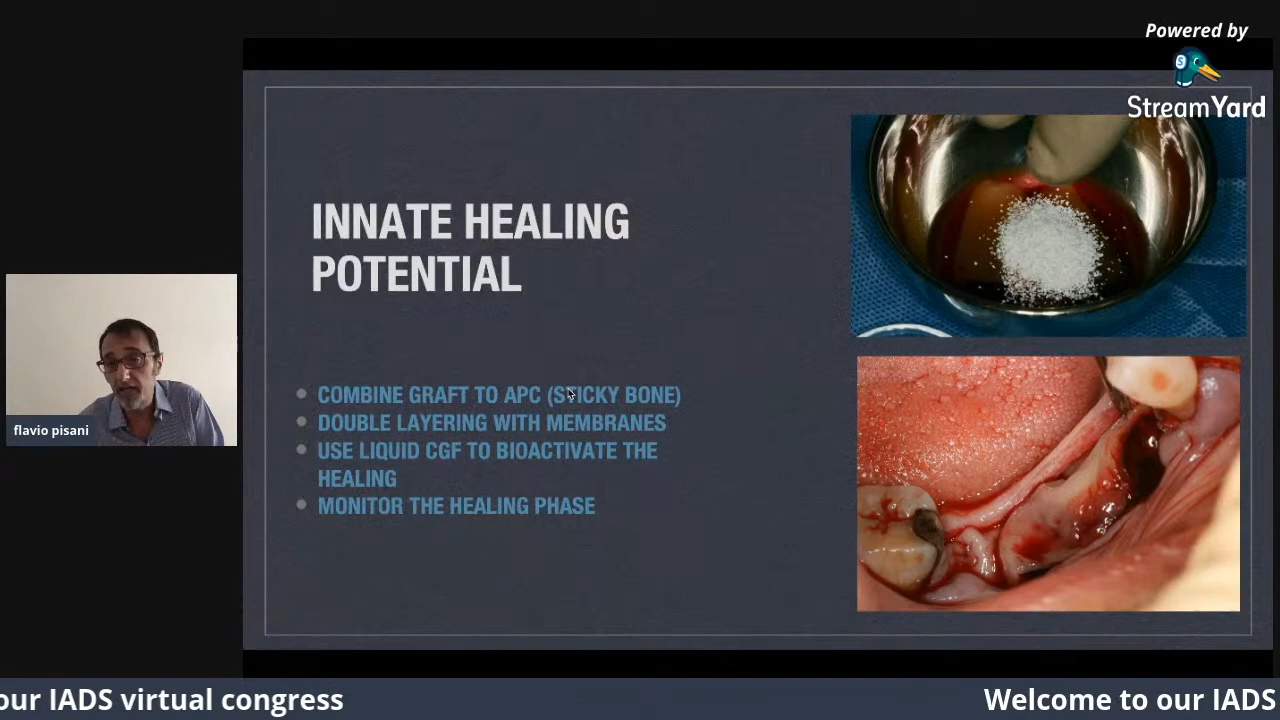 Powered by
S
StreamYard
INNATE HEALING
POTENTIAL
COMBINE GRAFT TO APC (STICKY BONE)
DOUBLE LAYERING WITH MEMBRANES
USE LIQUID CGF TO BIOACTIVATE THE
HEALING
MONITOR THE HEALING PHASE
flavio pisani
our IADS virtual congress
Welcome to our IADS